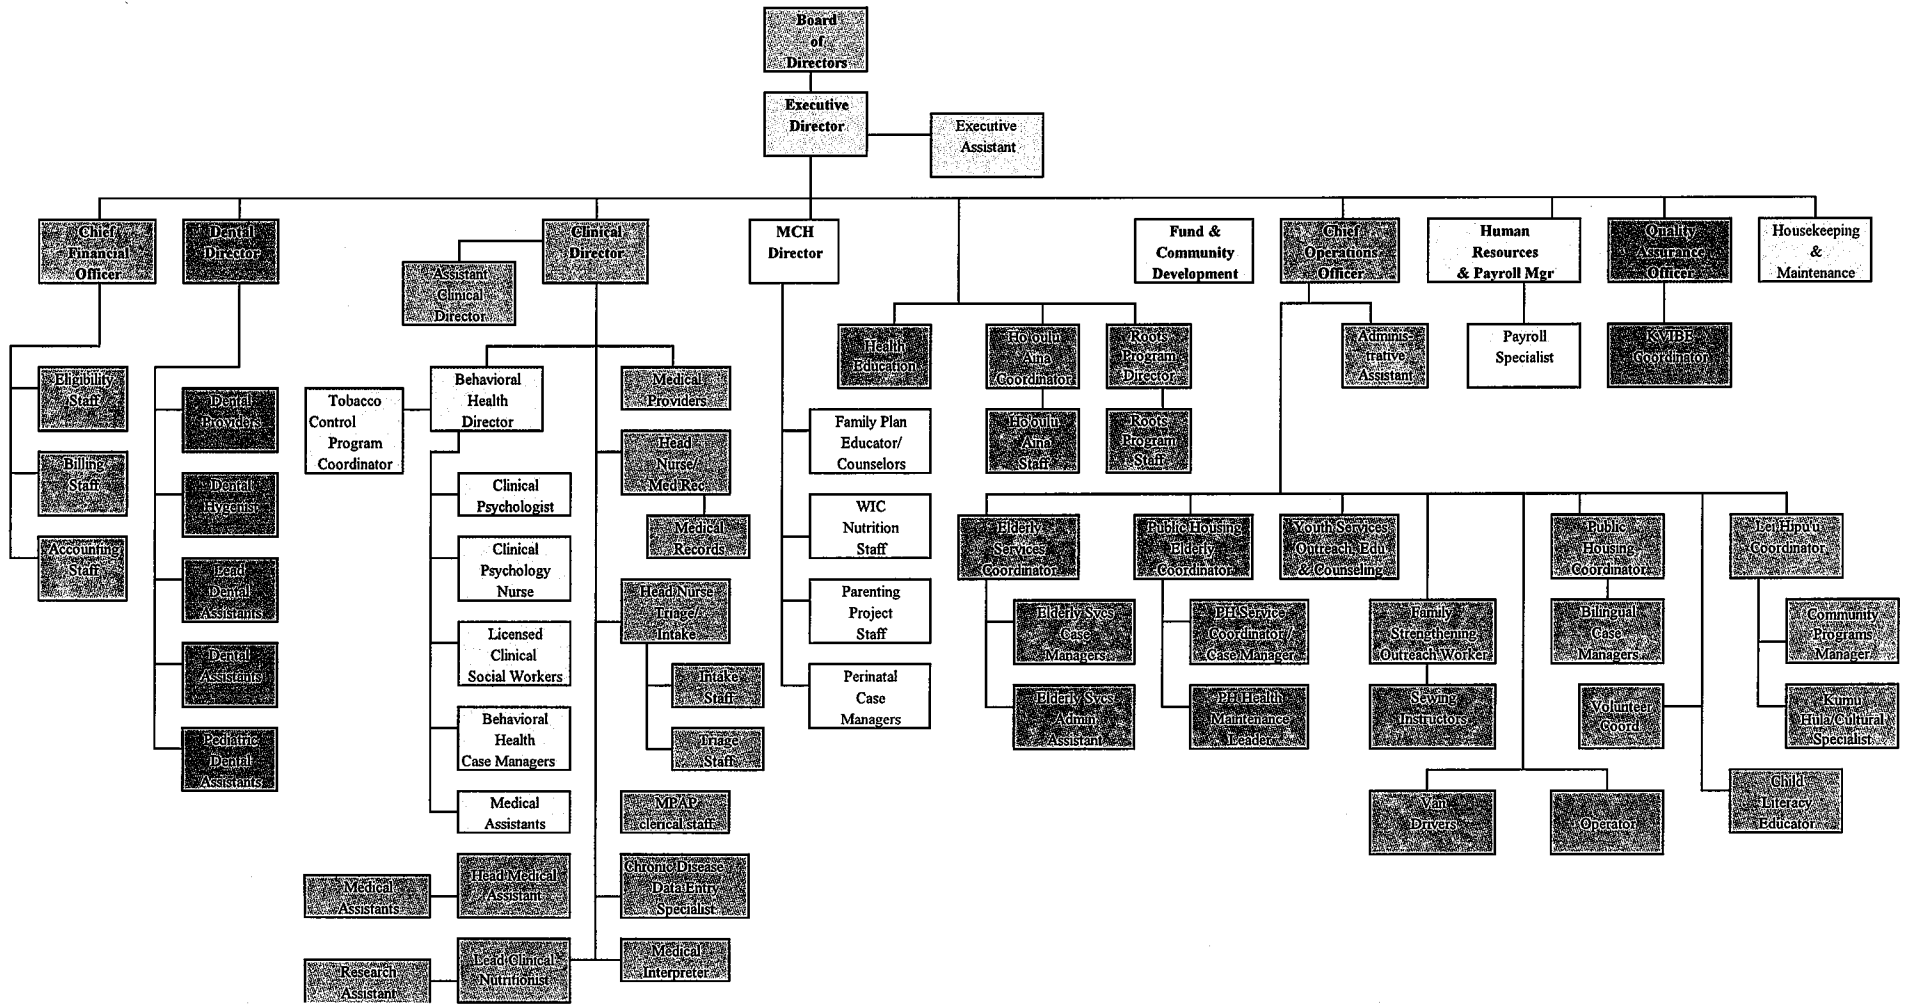 Board
of
Directors
Executive
Director
Executive
Assistant
Chief
Financial
Officer
Dental
Director
Clinical
Director
Assistant
Clinical
Director
MCH
Director
Fund &
Community
Development
Chief
Operations
Officer
Human
Resources
& Payroll Mgr
Quality
Assurance
Officer
Housekeeping
&
Maintenance
Health
Education
Ho'oulu
Aina
Coordinator
Roots
Program
Director
Adminis-
trative
Assistant
Payroll
Specialist
KVIBE
Coordinator
Ho'oulu
Aina
Staff
Roots
Program
Staff
Eligibility
Staff
Billing
Staff
Accounting
Staff
Dental
Providers
Dental
Hygenist
Lead
Dental
Assistants
Dental
Assistants
Pediatric
Dental
Assistants
Tobacco
Control
Program
Coordinator
Behavioral
Health
Director
Clinical
Psychologist
Clinical
Psychology
Nurse
Licensed
Clinical
Social Workers
Behavioral
Health
Case Managers
Medical
Assistants
Medical
Providers
Head
Nurse/
Med Rec
Medical
Records
Head Nurse
Triage/
Intake
Intake
Staff
Triage
Staff
MPAP
clerical staff
Medical
Assistants
Head Medical
Assistant
Chronic Disease
Data Entry
Specialist
Research
Assistant
Lead Clinical
Nutritionist
Medical
Interpreter
Family Plan
Educator/
Counselors
WIC
Nutrition
Staff
Parenting
Project
Staff
Perinatal
Case
Managers
Elderly
Services
Coordinator
Public Housing
Elderly
Coordinator
Youth Services
Outreach, Edu
& Counseling
Public
Housing
Coordinator
Lei Hipu'u
Coordinator
Elderly Svcs
Case
Managers
PH Service
Coordinator /
Case Manager
Family
Strengthening
Outreach Worker
Bilingual
Case
Managers
Community
Programs
Manager
Elderly Svcs
Admin
Assistant
PH Health
Maintenance
Leader
Sewing
Instructors
Volunteer
Coord
Kumu
Hula/Cultural
Specialist
Van
Drivers
Operator
Child
Literacy
Educator